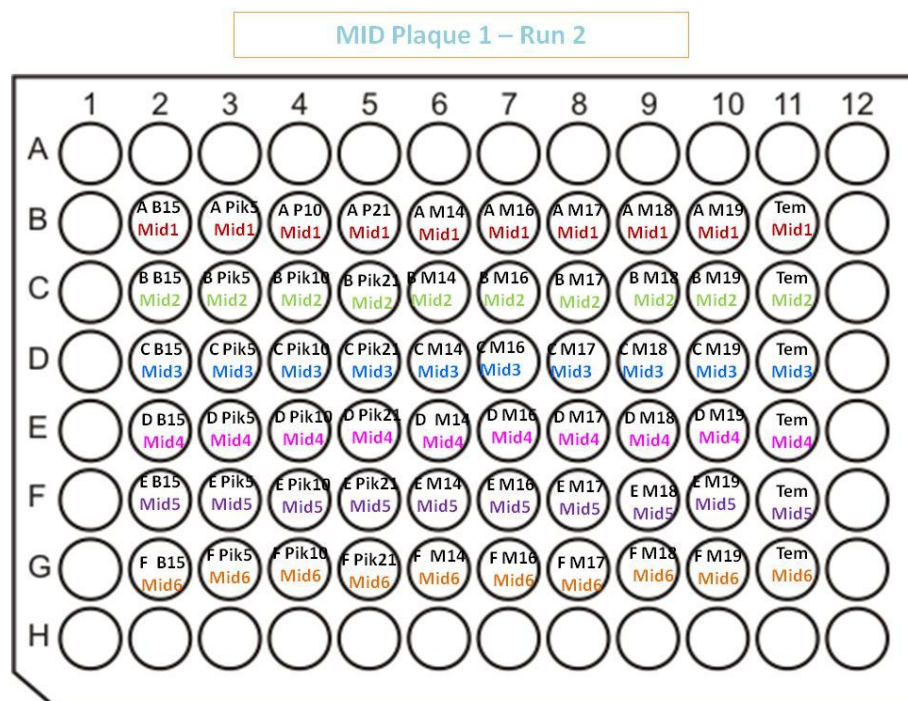 MID Plaque 1 – Run 2
1 2 3 4 5 6 7 8 9 10 11 12
A
B A B15 A Pik5 A P10 A P21 A M14 A M16 A M17 A M18 A M19 Tem
Mid1 Mid1 Mid1 Mid1 Mid1 Mid1 Mid1 Mid1 Mid1 Mid1
C B B15 B Pik5 B Pik10 B Pik21 B M14 B M16 B M17 B M18 B M19 Tem
Mid2 Mid2 Mid2 Mid2 Mid2 Mid2 Mid2 Mid2 Mid2 Mid2
D C B15 C Pik5 C Pik10 C Pik21 C M14 C M16 C M17 C M18 C M19 Tem
Mid3 Mid3 Mid3 Mid3 Mid3 Mid3 Mid3 Mid3 Mid3 Mid3
E D B15 D Pik5 D Pik10 D Pik21 D M14 D M16 D M17 D M18 D M19 Tem
Mid4 Mid4 Mid4 Mid4 Mid4 Mid4 Mid4 Mid4 Mid4 Mid4
F E B15 E Pik5 E Pik10 E Pik21 E M14 E M16 E M17 E M18 E M19 Tem
Mid5 Mid5 Mid5 Mid5 Mid5 Mid5 Mid5 Mid5 Mid5 Mid5
G F B15 F Pik5 F Pik10 F Pik21 F M14 F M16 F M17 F M18 F M19 Tem
Mid6 Mid6 Mid6 Mid6 Mid6 Mid6 Mid6 Mid6 Mid6 Mid6
H